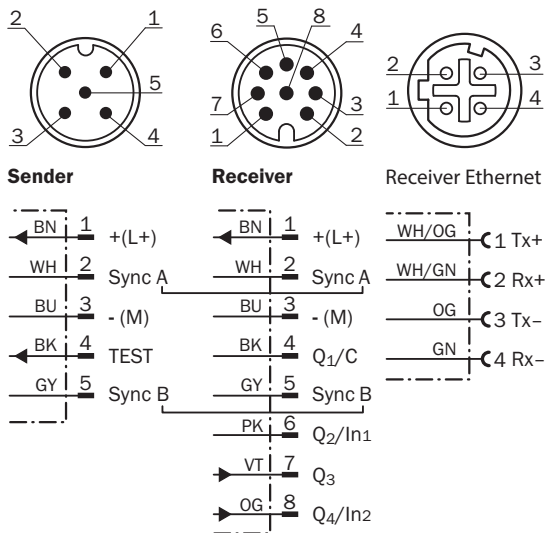 2 1
5
3 4
5 8
6 4
7 3
1 2
2 3
1 4
Sender Receiver Receiver Ethernet
BN 1 +(L+)
WH 2 Sync A
BU 3 - (M)
BK 4 TEST
GY 5 Sync B
BN 1 +(L+)
WH 2 Sync A
BU 3 - (M)
BK 4 Q1/C
GY 5 Sync B
PK 6 Q2/In1
VT 7 Q3
OG 8 Q4/In2
WH/OG 1 Tx+
WH/GN 2 Rx+
OG 3 Tx–
GN 4 Rx–